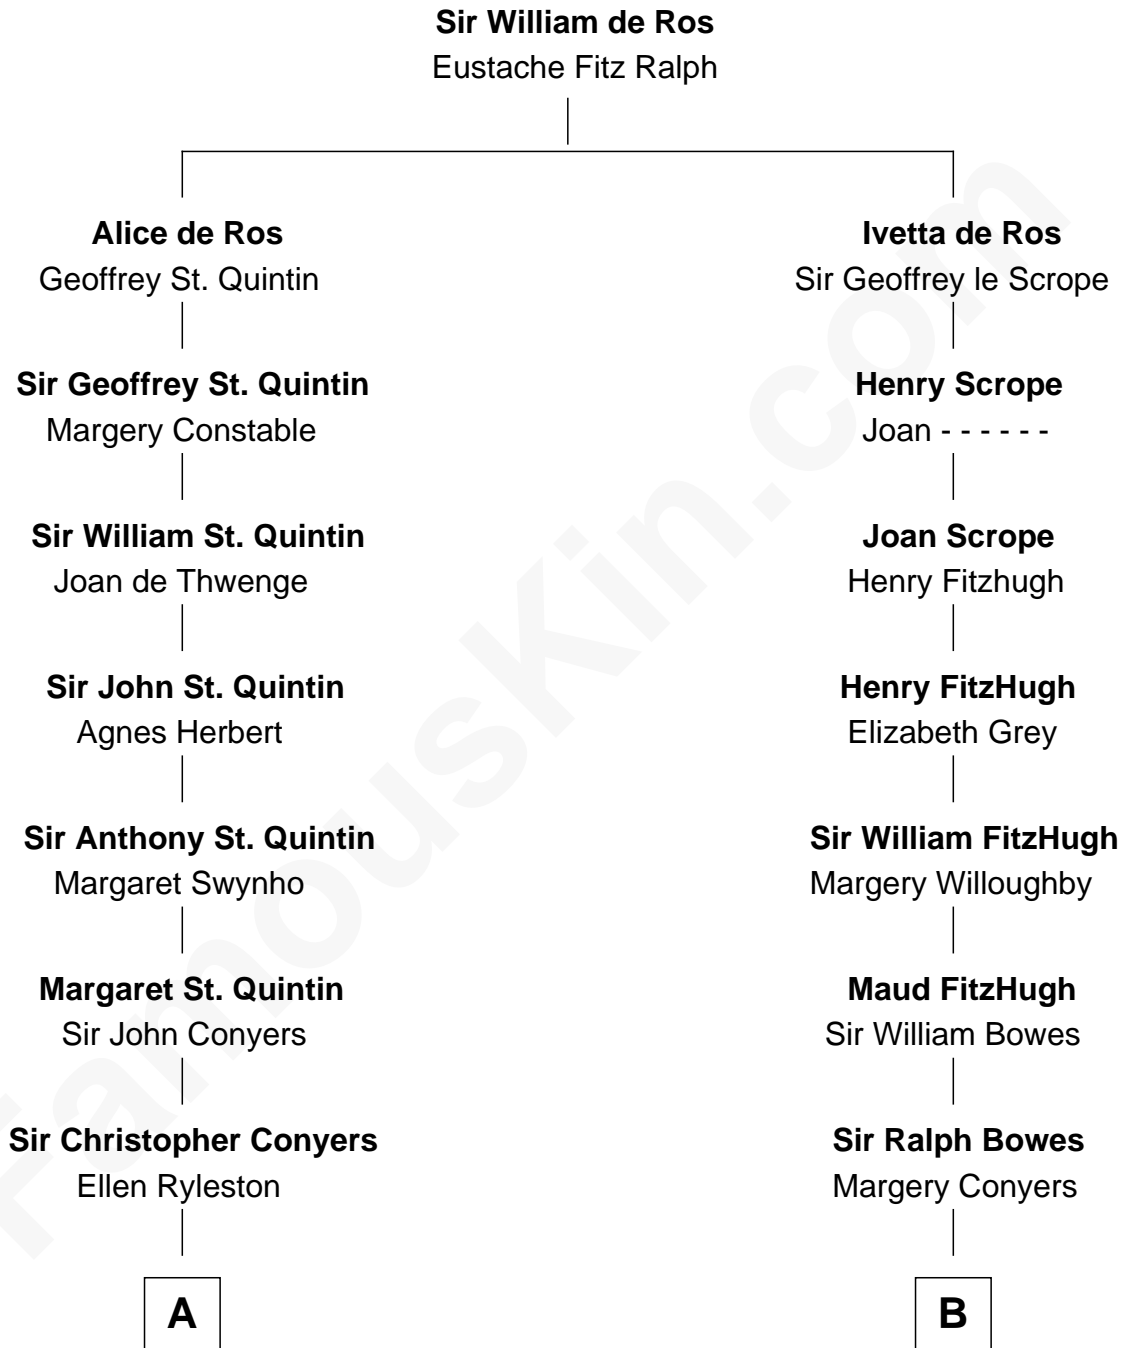 Sir William de Ros
Eustache Fitz Ralph
Alice de Ros
Geoffrey St. Quintin
Ivetta de Ros
Sir Geoffrey le Scrope
Sir Geoffrey St. Quintin
Margery Constable
Henry Scrope
Joan - - - - - -
Sir William St. Quintin
Joan de Thwenge
Joan Scrope
Henry Fitzhugh
Sir John St. Quintin
Agnes Herbert
Henry FitzHugh
Elizabeth Grey
Sir Anthony St. Quintin
Margaret Swynho
Sir William FitzHugh
Margery Willoughby
Margaret St. Quintin
Sir John Conyers
Maud FitzHugh
Sir William Bowes
Sir Christopher Conyers
Ellen Ryleston
Sir Ralph Bowes
Margery Conyers
A
B
FamousKin.com